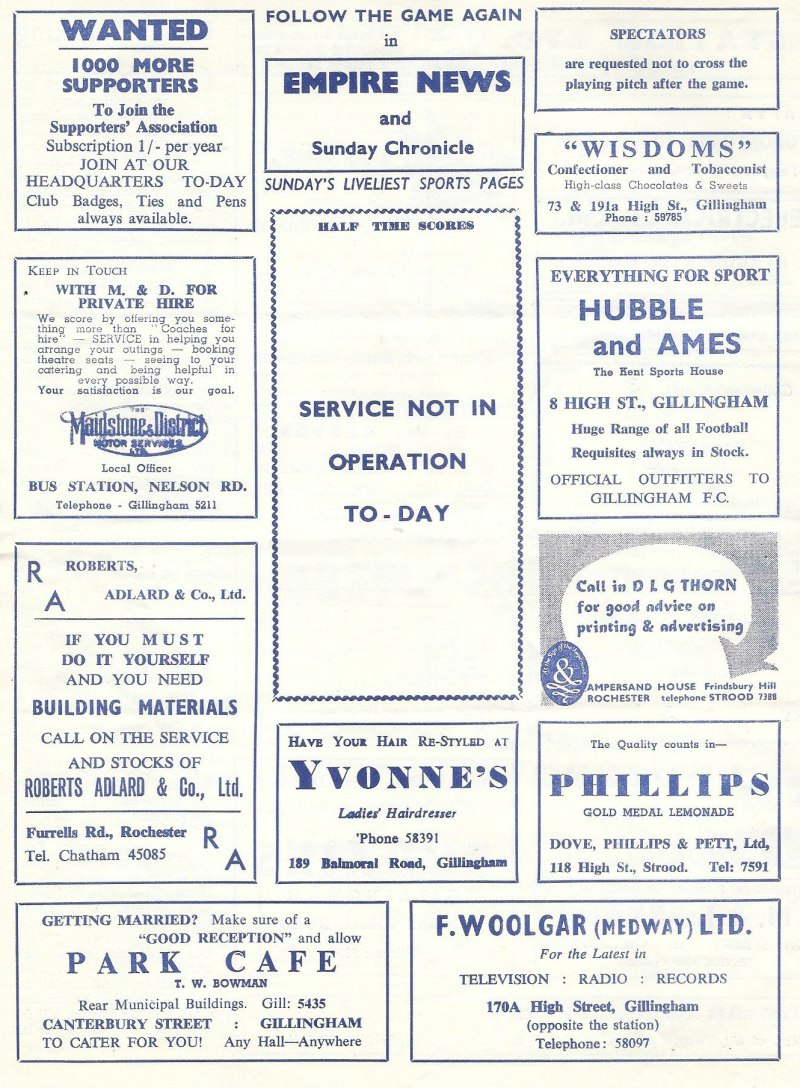 WANTED
1000 MORE
SUPPORTERS
To Join the
Supporters' Association
Subscription 1/- per year
JOIN AT OUR
HEADQUARTERS TO-DAY
Club Badges, Ties and Pens
always available.
FOLLOW THE GAME AGAIN
in
EMPIRE NEWS
and
Sunday Chronicle
SUNDAY'S LIVELIEST SPORTS PAGES
SPECTATORS
are requested not to cross the
playing pitch after the game.
"WISDOMS"
Confectioner and Tobacconist
High-class Chocolates & Sweets
73 & 191a High St., Gillingham
Phone : 59785
KEEP IN TOUCH
WITH M. & D. FOR
PRIVATE HIRE
We score by offering you some-
thing more than "Coaches for
hire" — SERVICE in helping you
arrange your outings — booking
theatre seats — seeing to your
catering and being helpful in
every possible way.
Your satisfaction is our goal.
THE
Maidstone & District
MOTOR SERVICES
LTD.
Local Office:
BUS STATION, NELSON RD.
Telephone - Gillingham 5211
HALF TIME SCORES
SERVICE NOT IN
OPERATION
TO-DAY
EVERYTHING FOR SPORT
HUBBLE
and AMES
The Kent Sports House
8 HIGH ST., GILLINGHAM
Huge Range of all Football
Requisites always in Stock.
OFFICIAL OUTFITTERS TO
GILLINGHAM F.C.
R ROBERTS,
A ADLARD & Co., Ltd.
IF YOU MUST
DO IT YOURSELF
AND YOU NEED
BUILDING MATERIALS
CALL ON THE SERVICE
AND STOCKS OF
ROBERTS ADLARD & Co., Ltd.
Furrells Rd., Rochester R
Tel. Chatham 45085 A
Call in D L G THORN
for good advice on
printing & advertising
&
AMPERSAND HOUSE Frindsbury Hill
ROCHESTER telephone STROOD 7388
HAVE YOUR HAIR RE-STYLED AT
YVONNE'S
Ladies' Hairdresser
'Phone 58391
189 Balmoral Road, Gillingham
The Quality counts in—
PHILLIPS
GOLD MEDAL LEMONADE
DOVE, PHILLIPS & PETT, Ltd,
118 High St., Strood. Tel: 7591
GETTING MARRIED? Make sure of a
"GOOD RECEPTION" and allow
PARK CAFE
T. W. BOWMAN
Rear Municipal Buildings. Gill: 5435
CANTERBURY STREET : GILLINGHAM
TO CATER FOR YOU! Any Hall—Anywhere
F. WOOLGAR (MEDWAY) LTD.
For the Latest in
TELEVISION : RADIO : RECORDS
170A High Street, Gillingham
(opposite the station)
Telephone: 58097